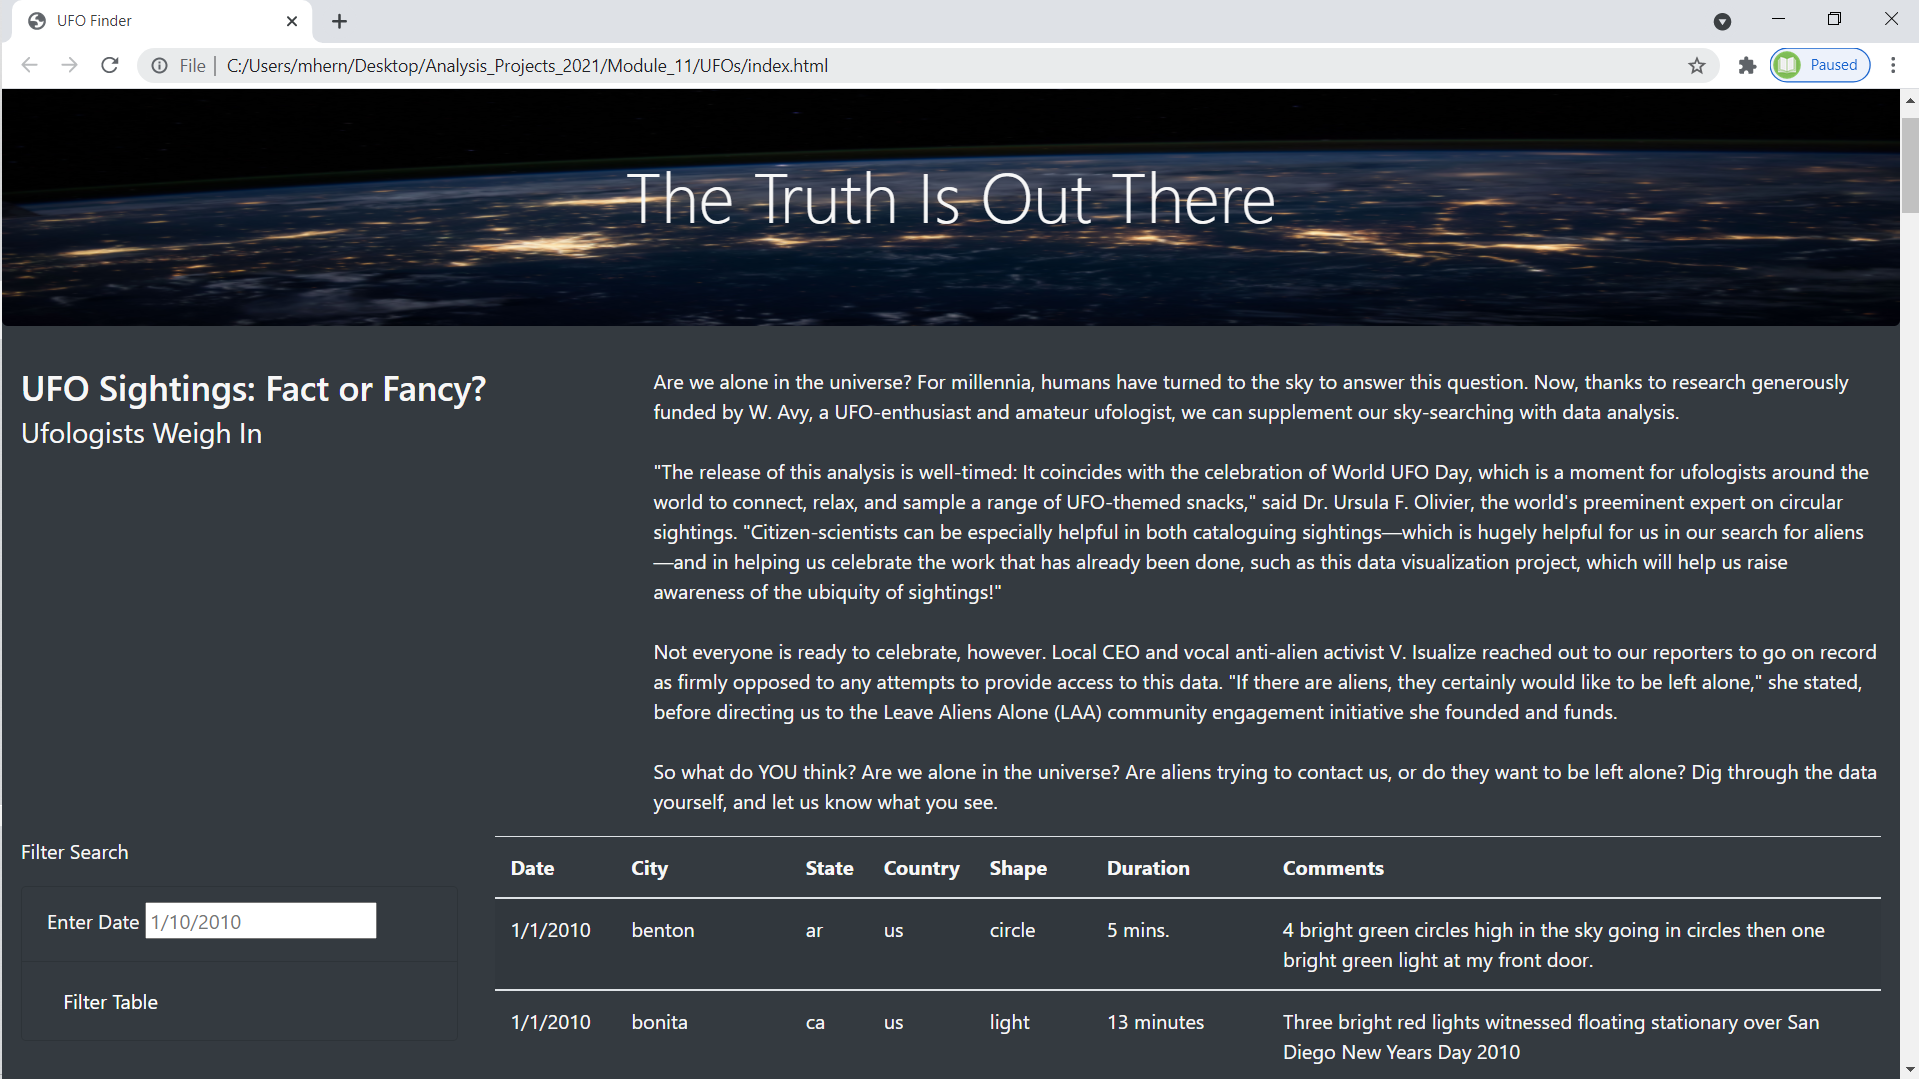 UFO Finder
File
C:/Users/mhern/Desktop/Analysis_Projects_2021/Module_11/UFOs/index.html
Paused
The Truth Is Out There
UFO Sightings: Fact or Fancy?
Ufologists Weigh In
Are we alone in the universe? For millennia, humans have turned to the sky to answer this question. Now, thanks to research generously
funded by W. Avy, a UFO-enthusiast and amateur ufologist, we can supplement our sky-searching with data analysis.
"The release of this analysis is well-timed: It coincides with the celebration of World UFO Day, which is a moment for ufologists around the
world to connect, relax, and sample a range of UFO-themed snacks," said Dr. Ursula F. Olivier, the world's preeminent expert on circular
sightings. "Citizen-scientists can be especially helpful in both cataloguing sightings—which is hugely helpful for us in our search for aliens
—and in helping us celebrate the work that has already been done, such as this data visualization project, which will help us raise
awareness of the ubiquity of sightings!"
Not everyone is ready to celebrate, however. Local CEO and vocal anti-alien activist V. Isualize reached out to our reporters to go on record
as firmly opposed to any attempts to provide access to this data. "If there are aliens, they certainly would like to be left alone," she stated,
before directing us to the Leave Aliens Alone (LAA) community engagement initiative she founded and funds.
So what do YOU think? Are we alone in the universe? Are aliens trying to contact us, or do they want to be left alone? Dig through the data
yourself, and let us know what you see.
Filter Search
Enter Date 1/10/2010
Filter Table
Date City State Country Shape Duration Comments
1/1/2010 benton ar us circle 5 mins. 4 bright green circles high in the sky going in circles then one
bright green light at my front door.
1/1/2010 bonita ca us light 13 minutes Three bright red lights witnessed floating stationary over San
Diego New Years Day 2010